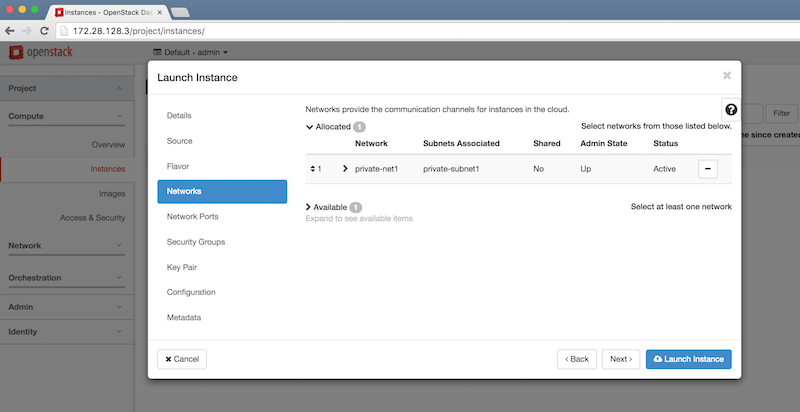 Instances - OpenStack Das
172.28.128.3/project/instances/
openstack
Default - admin
Project
Compute
Overview
Instances
Images
Access & Security
Network
Orchestration
Admin
Identity
Filter
me since created
Launch Instance
Details
Source
Flavor
Networks
Network Ports
Security Groups
Key Pair
Configuration
Metadata
Networks provide the communication channels for instances in the cloud.
Allocated 1
Select networks from those listed below.
Network Subnets Associated Shared Admin State Status
1 private-net1 private-subnet1 No Up Active
Available 1
Select at least one network
Expand to see available items
Cancel
Back
Next
Launch Instance